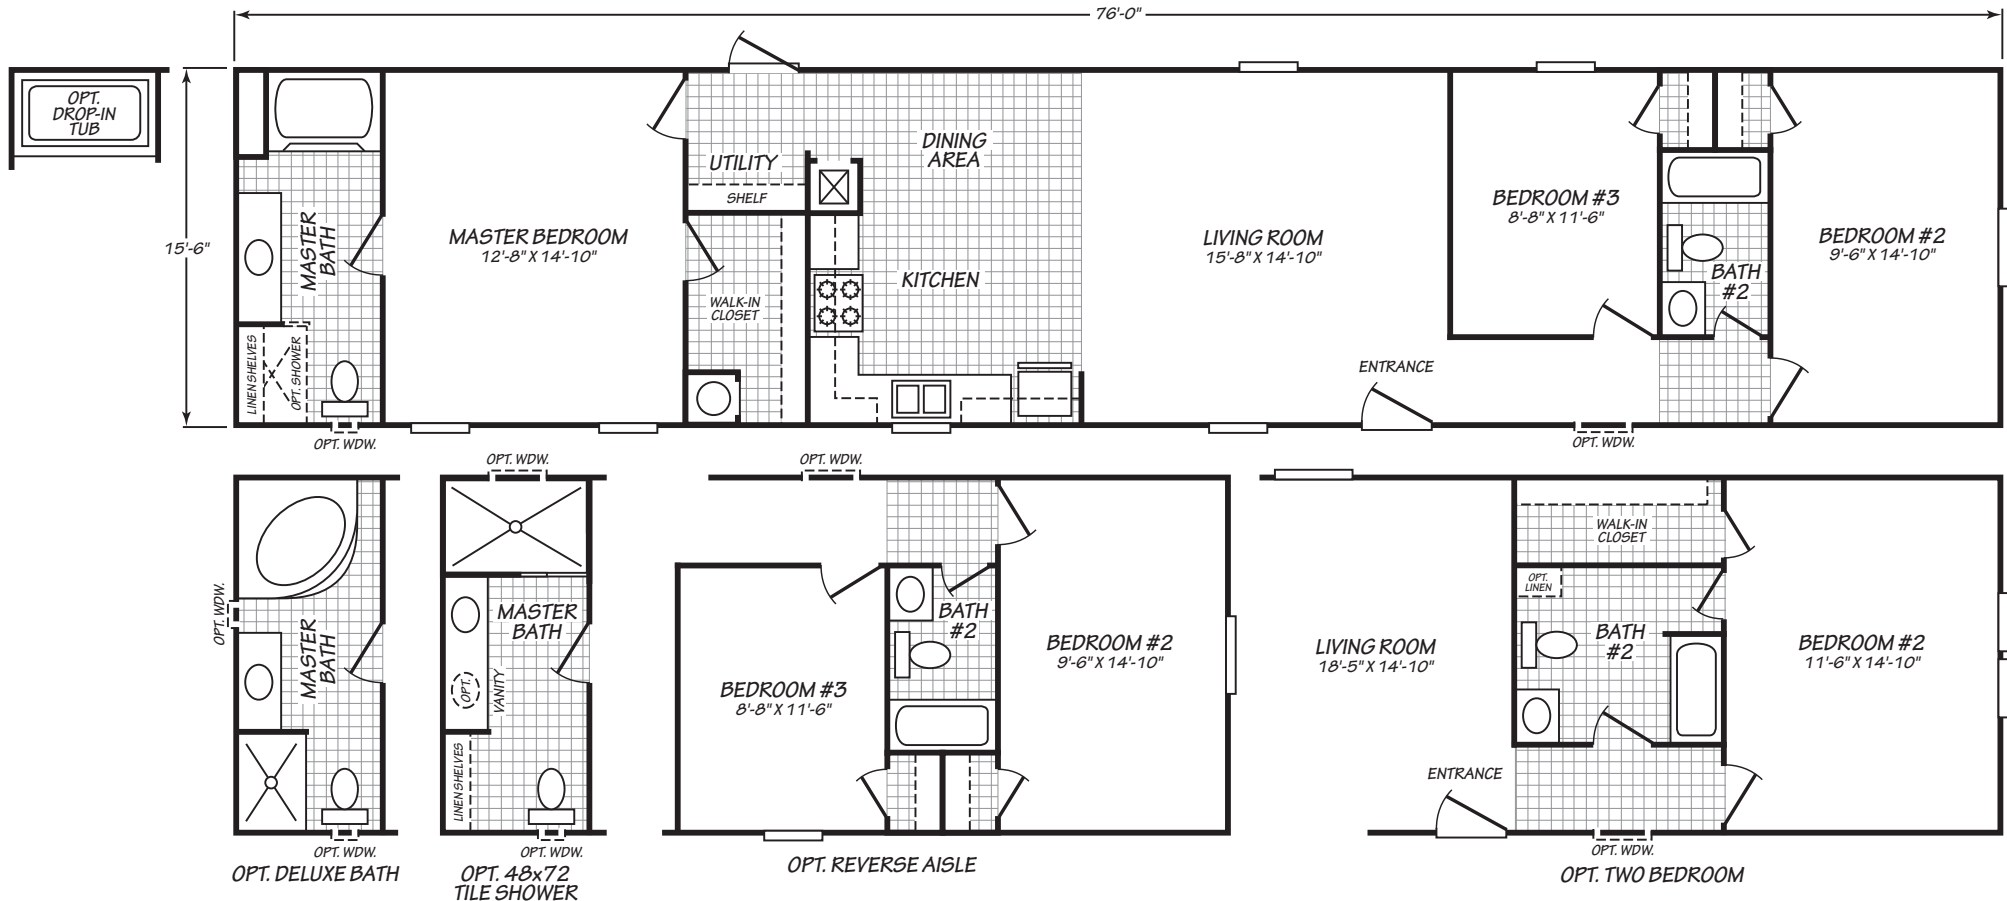 76'-0"
OPT.
DROP-IN
TUB
15'-6"
MASTER
BATH
LINEN SHELVES
OPT. SHOWER
OPT. WDW.
MASTER BEDROOM
12'-8" X 14'-10"
UTILITY
SHELF
WALK-IN
CLOSET
DINING
AREA
KITCHEN
LIVING ROOM
15'-8" X 14'-10"
ENTRANCE
BEDROOM #3
8'-8" X 11'-6"
BATH
#2
BEDROOM #2
9'-6" X 14'-10"
OPT. WDW.
OPT. WDW.
MASTER
BATH
OPT. WDW.
OPT. DELUXE BATH
OPT. WDW.
MASTER
BATH
OPT.
VANITY
LINEN SHELVES
OPT. WDW.
OPT. 48x72
TILE SHOWER
OPT. WDW.
BATH
#2
BEDROOM #2
9'-6" X 14'-10"
BEDROOM #3
8'-8" X 11'-6"
OPT. REVERSE AISLE
WALK-IN
CLOSET
OPT.
LINEN
BATH
#2
LIVING ROOM
18'-5" X 14'-10"
BEDROOM #2
11'-6" X 14'-10"
ENTRANCE
OPT. WDW.
OPT. TWO BEDROOM